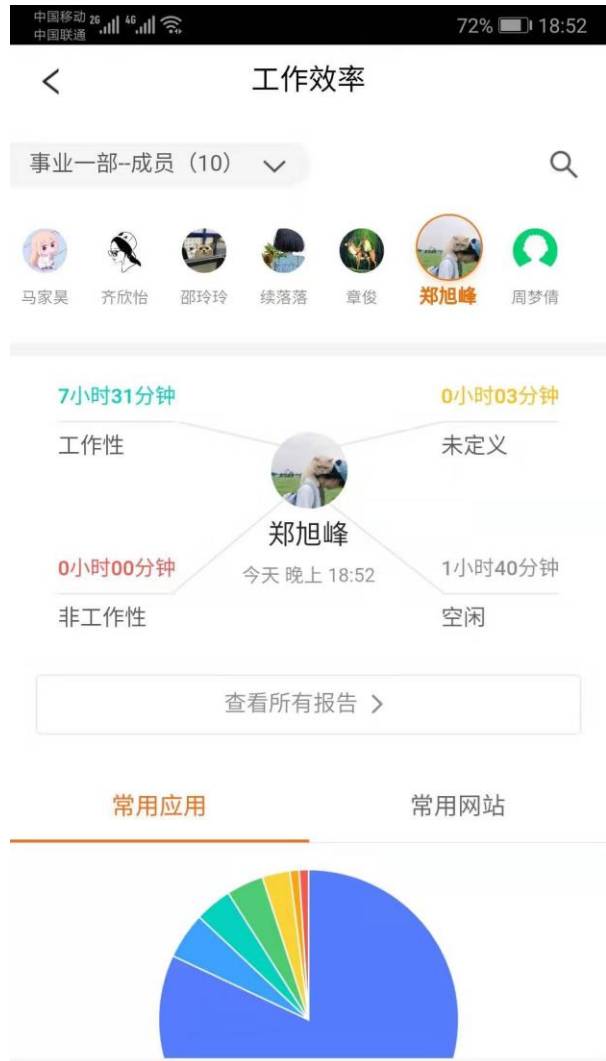 中国移动 2G 4G 72% 18:52
中国联通
工作效率
事业一部--成员（10）
马家昊 齐欣怡 邵玲玲 续落落 章俊 郑旭峰 周梦倩
7小时31分钟 0小时03分钟
工作性 未定义
郑旭峰
0小时00分钟 今天 晚上 18:52 1小时40分钟
非工作性 空闲
查看所有报告
常用应用 常用网站